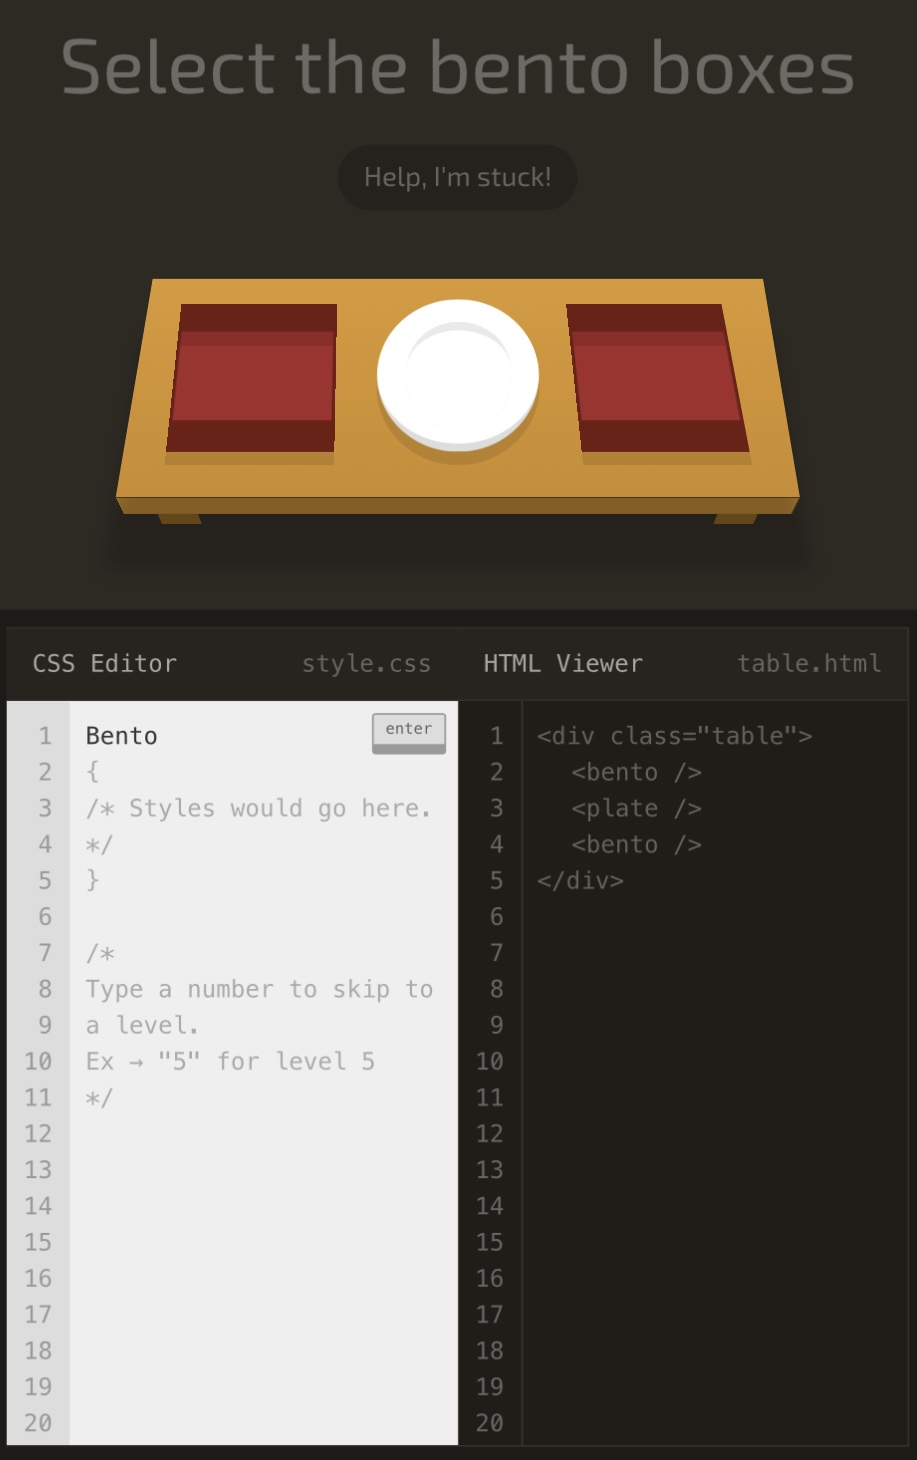 Select the bento boxes
Help, I'm stuck!
CSS Editor style.css
1 Bento enter
2 {
3 /* Styles would go here.
4 */
5 }
6
7 /*
8 Type a number to skip to
9 a level.
10 Ex → "5" for level 5
11 */
12
13
14
15
16
17
18
19
20
HTML Viewer table.html
1 <div class="table">
2 <bento />
3 <plate />
4 <bento />
5 </div>
6
7
8
9
10
11
12
13
14
15
16
17
18
19
20